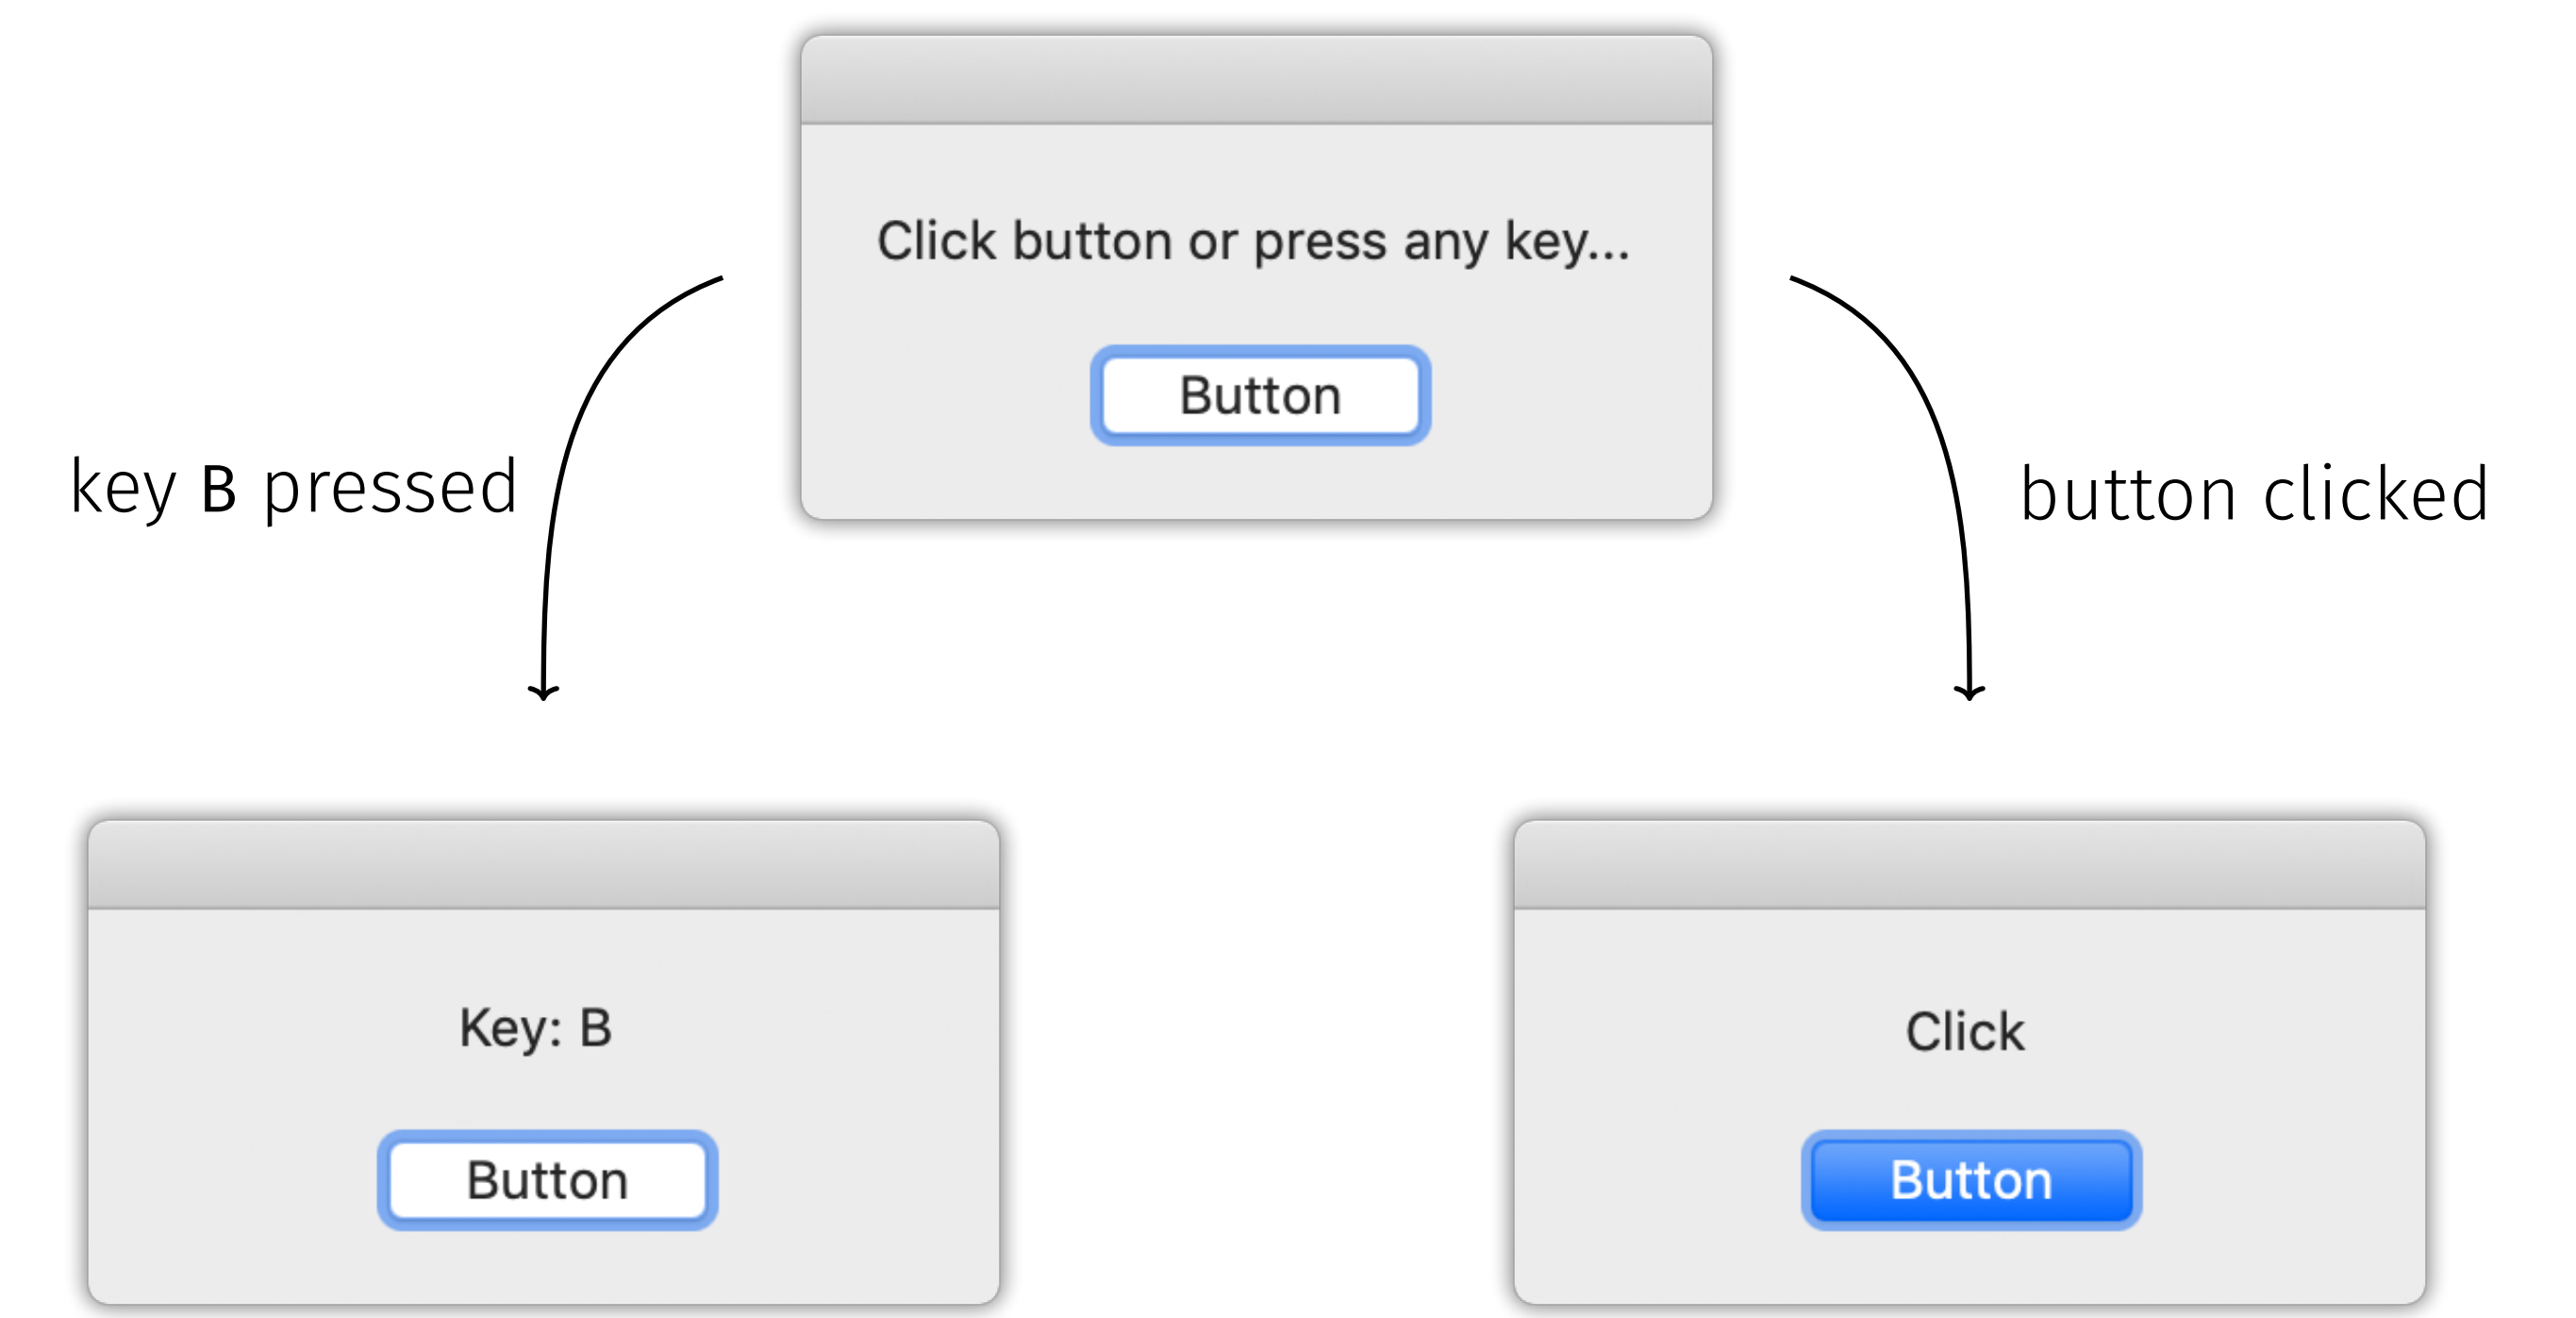 Click button or press any key...
Button
key B pressed
button clicked
Key: B
Button
Click
Button